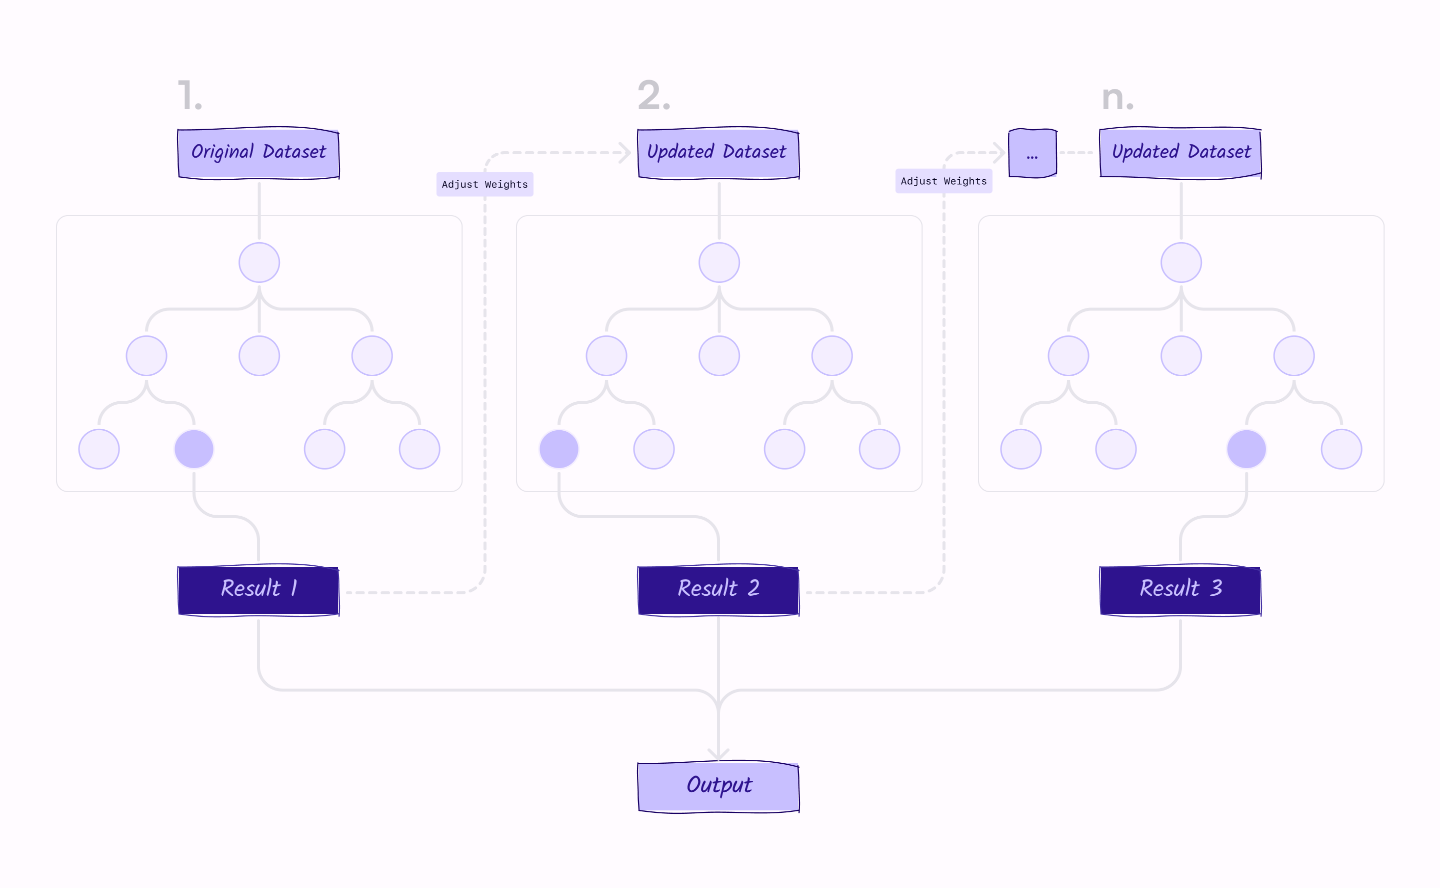 1.
2.
n.
Original Dataset
Updated Dataset
...
Updated Dataset
Adjust Weights
Adjust Weights
Result 1
Result 2
Result 3
Output